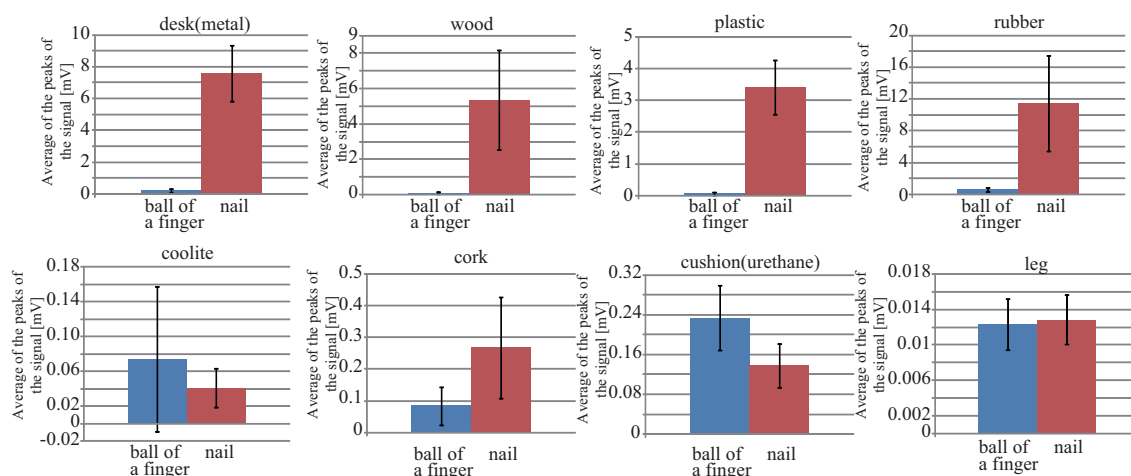 desk(metal)
Average of the peaks of
the signal [mV]
10
8
6
4
2
0
ball of
a finger
nail
wood
Average of the peaks of
the signal [mV]
9
8
6
4
2
0
ball of
a finger
nail
plastic
Average of the peaks of
the signal [mV]
5
4
3
2
1
0
ball of
a finger
nail
rubber
Average of the peaks of
the signal [mV]
20
16
12
8
4
0
ball of
a finger
nail
coolite
Average of the peaks of
the signal [mV]
0.18
0.14
0.10
0.06
0.02
0
-0.02
ball of
a finger
nail
cork
Average of the peaks of
the signal [mV]
0.5
0.4
0.3
0.2
0.1
0
ball of
a finger
nail
cushion(urethane)
Average of the peaks of
the signal [mV]
0.32
0.24
0.16
0.08
0
ball of
a finger
nail
leg
Average of the peaks of
the signal [mV]
0.018
0.014
0.01
0.006
0.002
0
ball of
a finger
nail